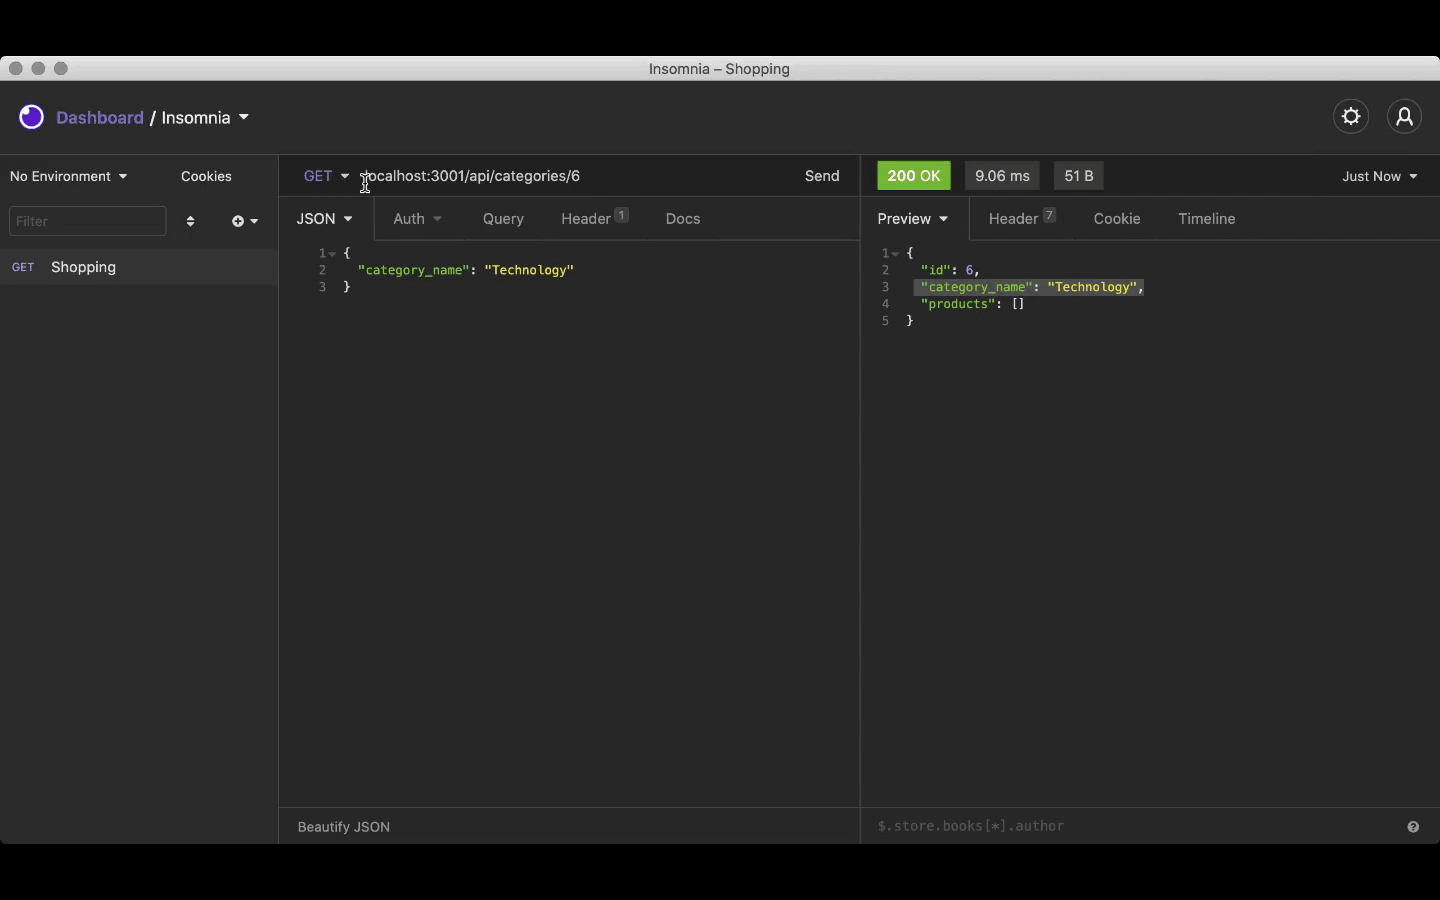 Insomnia – Shopping
Dashboard / Insomnia
No Environment
Cookies
GET
localhost:3001/api/categories/6
Send
200 OK
9.06 ms
51 B
Just Now
Filter
JSON
Auth
Query
Header 1
Docs
Preview
Header 7
Cookie
Timeline
GET Shopping
1 {
2 "category_name": "Technology"
3 }
1 {
2 "id": 6,
3 "category_name": "Technology",
4 "products": []
5 }
Beautify JSON
$.store.books[*].author
?